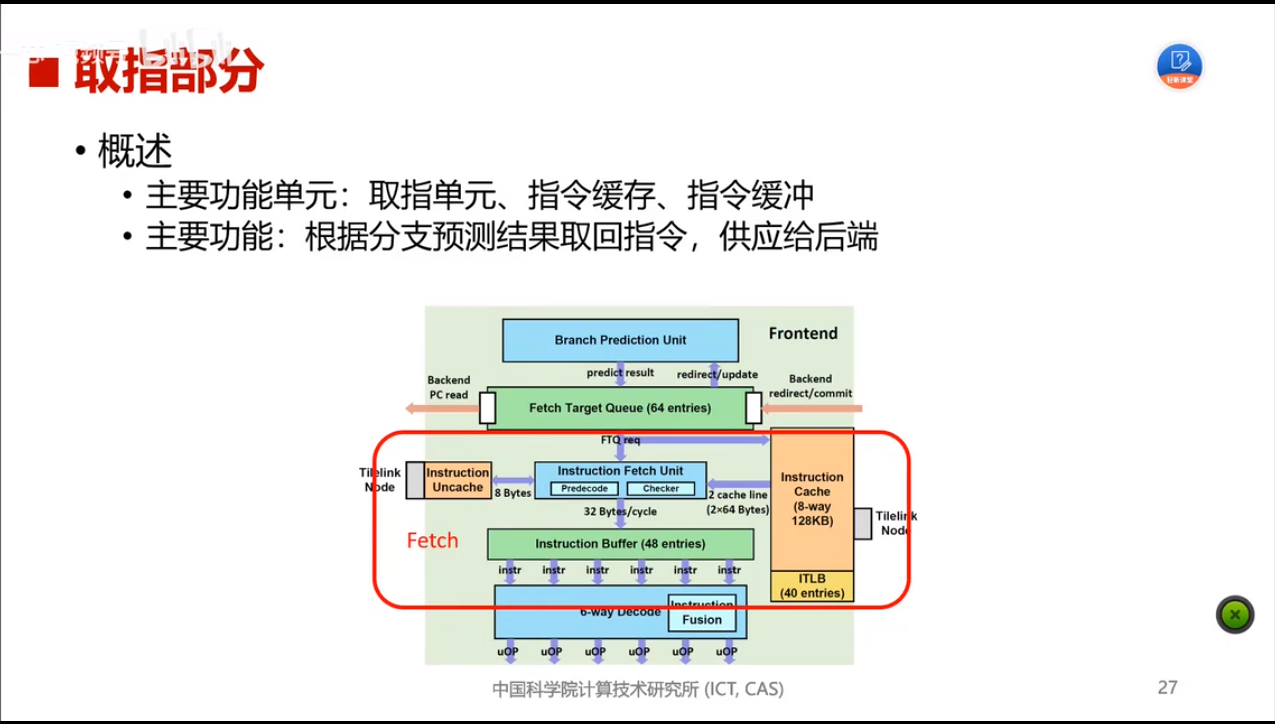 取指部分
轻新课堂
• 概述
• 主要功能单元：取指单元、指令缓存、指令缓冲
• 主要功能：根据分支预测结果取回指令，供应给后端
Branch Prediction Unit
Frontend
predict result
redirect/update
Backend
PC read
Backend
redirect/commit
Fetch Target Queue (64 entries)
FTQ req
Tilelink
Node
Instruction
Uncache
8 Bytes
Instruction Fetch Unit
Predecode
Checker
2 cache line
(2×64 Bytes)
Instruction
Cache
(8-way
128KB)
Tilelink
Node
32 Bytes/cycle
Fetch
Instruction Buffer (48 entries)
instr instr instr instr instr instr
ITLB
(40 entries)
6-way Decode
Instruction
Fusion
uOP uOP uOP uOP uOP uOP
中国科学院计算技术研究所 (ICT, CAS)
27